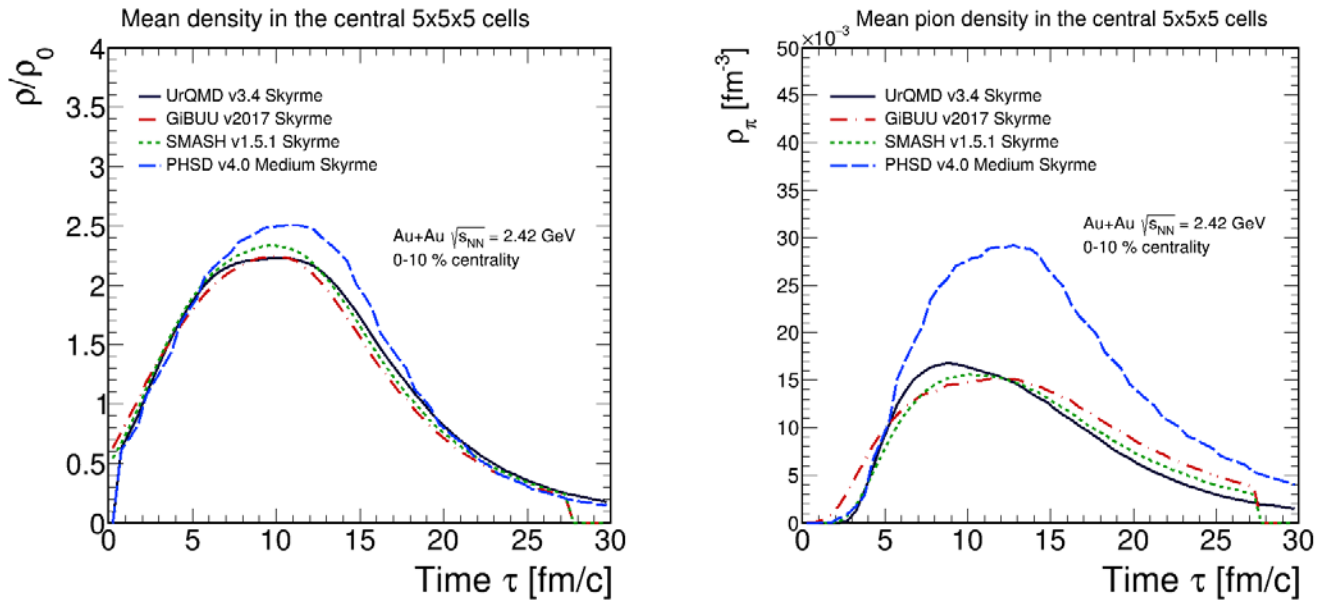 Mean density in the central 5x5x5 cells
ρ/ρ₀
4
3.5
3
2.5
2
1.5
1
0.5
0
UrQMD v3.4 Skyrme
GiBUU v2017 Skyrme
SMASH v1.5.1 Skyrme
PHSD v4.0 Medium Skyrme
Au+Au √sNN = 2.42 GeV
0-10 % centrality
0 5 10 15 20 25 30
Time τ [fm/c]
Mean pion density in the central 5x5x5 cells
×10⁻³
ρπ [fm⁻³]
50
45
40
35
30
25
20
15
10
5
0
UrQMD v3.4 Skyrme
GiBUU v2017 Skyrme
SMASH v1.5.1 Skyrme
PHSD v4.0 Medium Skyrme
Au+Au √sNN = 2.42 GeV
0-10 % centrality
0 5 10 15 20 25 30
Time τ [fm/c]